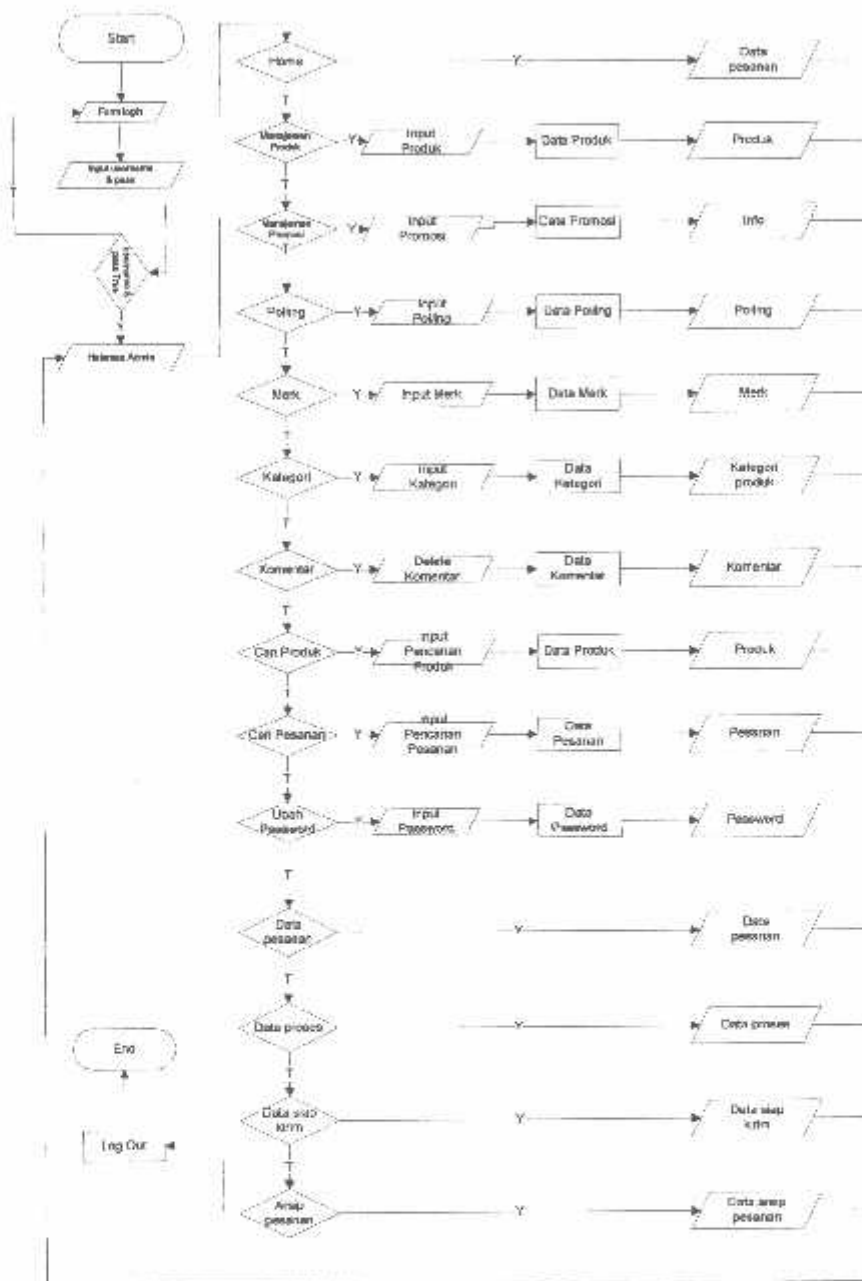 Start
Form login
Input username
& pass
Username &
pass True
T
Y
Halaman Admin
Home
Y
Data
pesanan
T
Manajemen
Produk
Y
Input
Produk
Data Produk
Produk
T
Manajemen
Promosi
Y
Input
Promosi
Data Promosi
Info
T
Polling
Y
Input
Polling
Data Polling
Polling
T
Merk
Y
Input Merk
Data Merk
Merk
T
Kategori
Y
Input
Kategori
Data
Kategori
Kategori
produk
T
Komentar
Y
Delete
Komentar
Data
Komentar
Komentar
T
Cari Produk
Y
Input
Pencarian
Produk
Data Produk
Produk
T
Cari Pesanan
Y
Input
Pencarian
Pesanan
Data
Pesanan
Pesanan
T
Ubah
Password
Y
Input
Password
Data
Password
Password
T
Data
pesanan
Y
Data
pesanan
T
Data proses
Y
Data proses
T
Data siap
kirim
Y
Data siap
kirim
T
Arsip
pesanan
Y
Data arsip
pesanan
Log Out
End